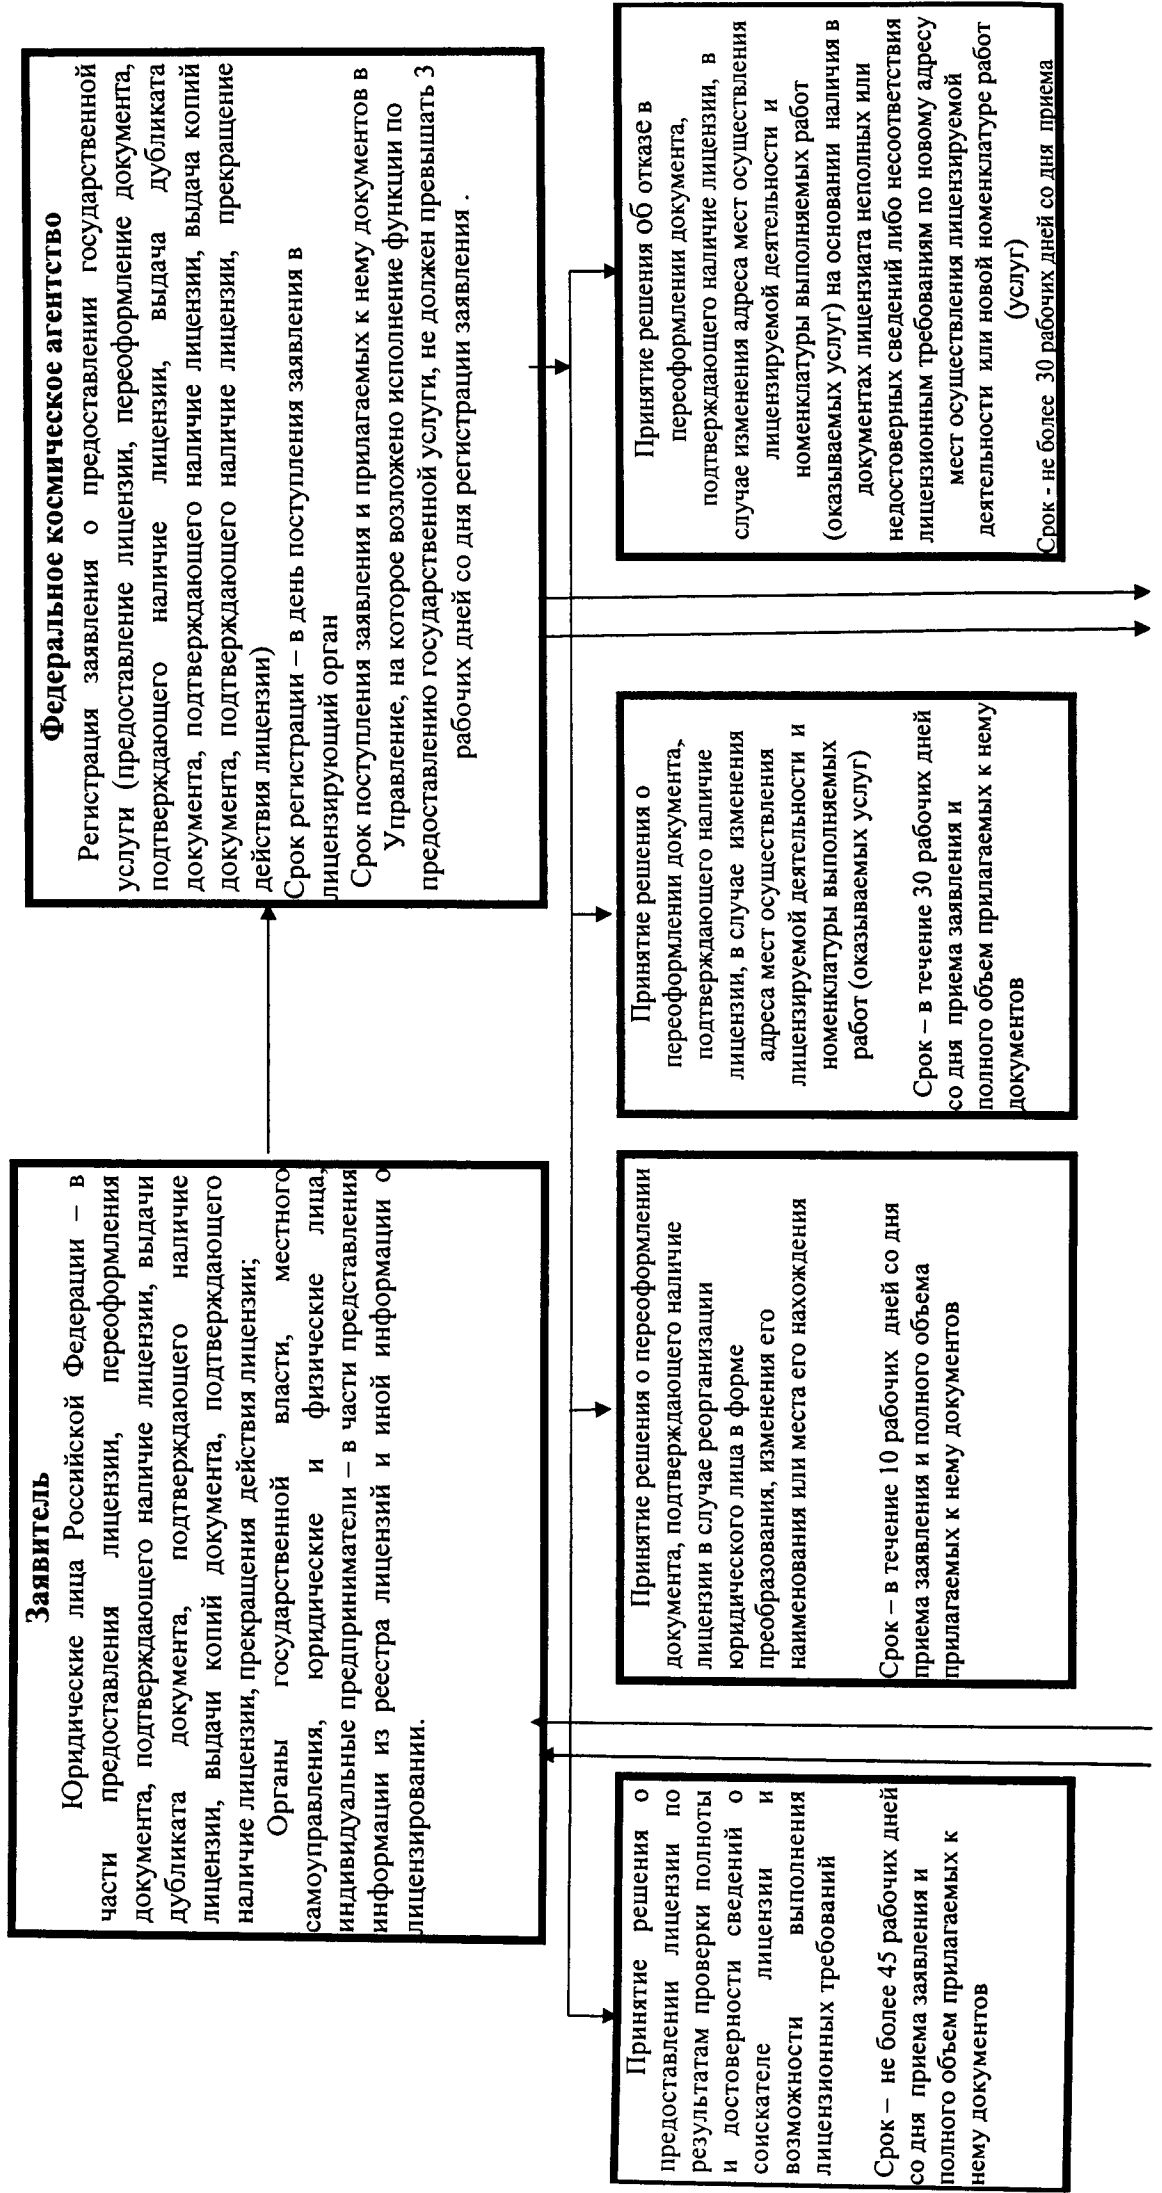 Заявитель
Юридические лица Российской Федерации – в
части предоставления лицензии, переоформления
документа, подтверждающего наличие лицензии, выдачи
дубликата документа, подтверждающего наличие
лицензии, выдачи копий документа, подтверждающего
наличие лицензии, прекращения действия лицензии;
Органы государственной власти, местного
самоуправления, юридические и физические лица,
индивидуальные предприниматели – в части представления
информации из реестра лицензий и иной информации о
лицензировании.
Федеральное космическое агентство
Регистрация заявления о предоставлении государственной
услуги (предоставление лицензии, переоформление документа,
подтверждающего наличие лицензии, выдача дубликата
документа, подтверждающего наличие лицензии, выдача копий
документа, подтверждающего наличие лицензии, прекращение
действия лицензии)
Срок регистрации – в день поступления заявления в
лицензирующий орган
Срок поступления заявления и прилагаемых к нему документов в
Управление, на которое возложено исполнение функции по
предоставлению государственной услуги, не должен превышать 3
рабочих дней со дня регистрации заявления .
Принятие решения о
предоставлении лицензии по
результатам проверки полноты
и достоверности сведений о
соискателе лицензии и
возможности выполнения
лицензионных требований
Срок – не более 45 рабочих дней
со дня приема заявления и
полного объем прилагаемых к
нему документов
Принятие решения о переоформлении
документа, подтверждающего наличие
лицензии в случае реорганизации
юридического лица в форме
преобразования, изменения его
наименования или места его нахождения
Срок – в течение 10 рабочих дней со дня
приема заявления и полного объема
прилагаемых к нему документов
Принятие решения о
переоформлении документа,
подтверждающего наличие
лицензии, в случае изменения
адреса мест осуществления
лицензируемой деятельности и
номенклатуры выполняемых
работ (оказываемых услуг)
Срок – в течение 30 рабочих дней
со дня приема заявления и
полного объем прилагаемых к нему
документов
Принятие решения об отказе в
переоформлении документа,
подтверждающего наличие лицензии, в
случае изменения адреса мест осуществления
лицензируемой деятельности и
номенклатуры выполняемых работ
(оказываемых услуг) на основании наличия в
документах лицензиата неполных или
недостоверных сведений либо несоответствия
лицензионным требованиям по новому адресу
мест осуществления лицензируемой
деятельности или новой номенклатуре работ
(услуг)
Срок - не более 30 рабочих дней со дня приема